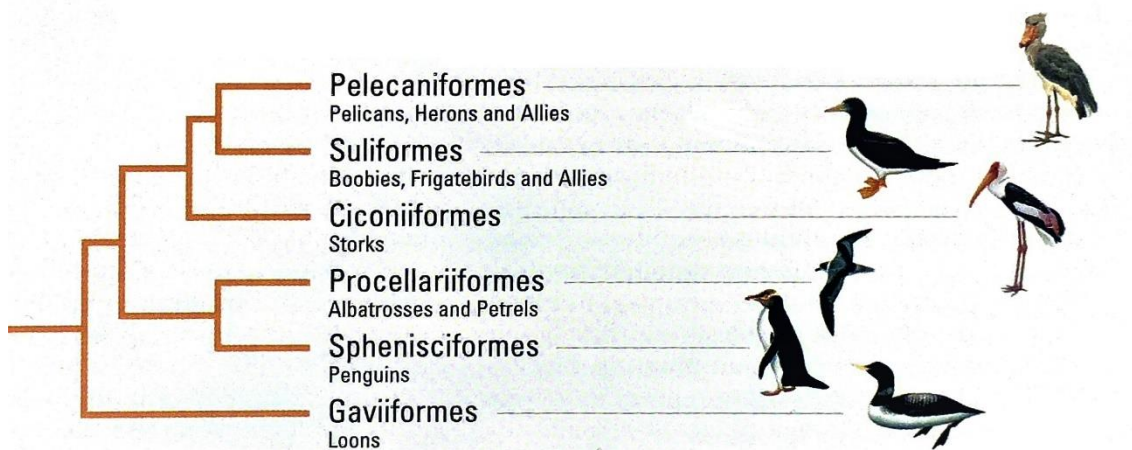 Pelecaniformes
Pelicans, Herons and Allies
Suliformes
Boobies, Frigatebirds and Allies
Ciconiiformes
Storks
Procellariiformes
Albatrosses and Petrels
Sphenisciformes
Penguins
Gaviiformes
Loons